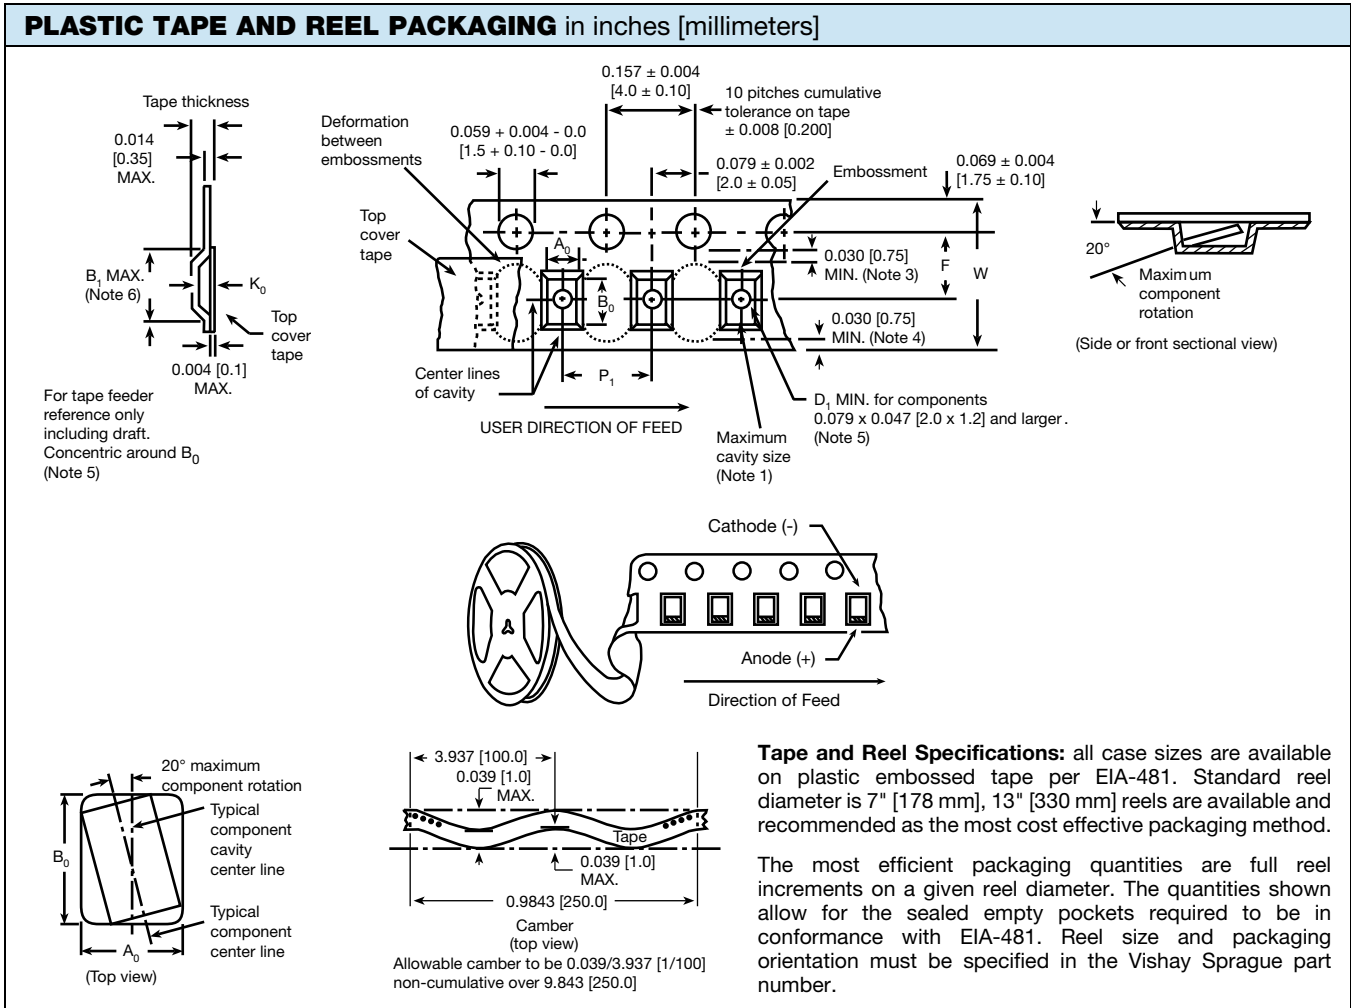 PLASTIC TAPE AND REEL PACKAGING in inches [millimeters]
Tape thickness
0.014
[0.35]
MAX.
B1 MAX.
(Note 6)
K0
Top
cover
tape
0.004 [0.1]
MAX.
For tape feeder
reference only
including draft.
Concentric around B0
(Note 5)
Deformation
between
embossments
Top
cover
tape
0.059 + 0.004 - 0.0
[1.5 + 0.10 - 0.0]
0.157 ± 0.004
[4.0 ± 0.10]
10 pitches cumulative
tolerance on tape
± 0.008 [0.200]
0.079 ± 0.002
[2.0 ± 0.05]
Embossment
0.069 ± 0.004
[1.75 ± 0.10]
A0
B0
0.030 [0.75]
MIN. (Note 3)
F
W
0.030 [0.75]
MIN. (Note 4)
Center lines
of cavity
P1
USER DIRECTION OF FEED
Maximum
cavity size
(Note 1)
D1 MIN. for components
0.079 x 0.047 [2.0 x 1.2] and larger.
(Note 5)
20°
Maximum
component
rotation
(Side or front sectional view)
Cathode (-)
Anode (+)
Direction of Feed
20° maximum
component rotation
Typical
component
cavity
center line
B0
Typical
component
center line
A0
(Top view)
3.937 [100.0]
0.039 [1.0]
MAX.
Tape
0.039 [1.0]
MAX.
0.9843 [250.0]
Camber
(top view)
Allowable camber to be 0.039/3.937 [1/100]
non-cumulative over 9.843 [250.0]
Tape and Reel Specifications: all case sizes are available
on plastic embossed tape per EIA-481. Standard reel
diameter is 7" [178 mm], 13" [330 mm] reels are available and
recommended as the most cost effective packaging method.
The most efficient packaging quantities are full reel
increments on a given reel diameter. The quantities shown
allow for the sealed empty pockets required to be in
conformance with EIA-481. Reel size and packaging
orientation must be specified in the Vishay Sprague part
number.